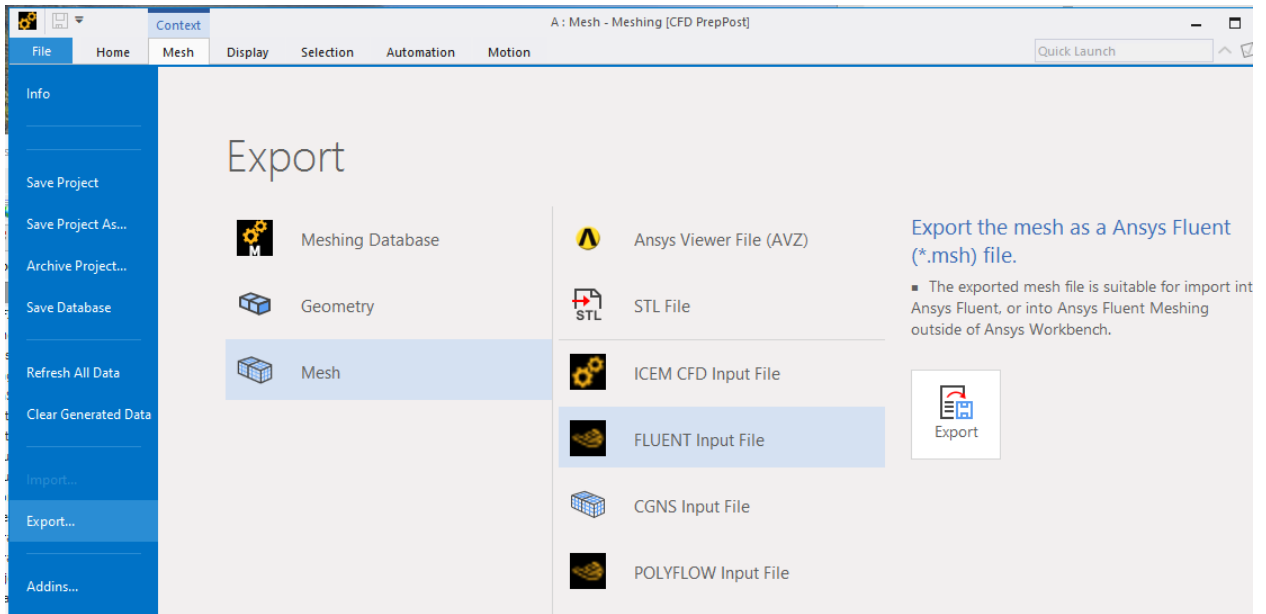 Context
A : Mesh - Meshing [CFD PrepPost]
File
Home
Mesh
Display
Selection
Automation
Motion
Quick Launch
Info
Save Project
Save Project As...
Archive Project...
Save Database
Refresh All Data
Clear Generated Data
Import...
Export...
Addins...
Export
M
Meshing Database
Geometry
Mesh
Ansys Viewer File (AVZ)
STL
STL File
ICEM CFD Input File
FLUENT Input File
CGNS Input File
POLYFLOW Input File
Export the mesh as a Ansys Fluent
(*.msh) file.
■ The exported mesh file is suitable for import int
Ansys Fluent, or into Ansys Fluent Meshing
outside of Ansys Workbench.
Export